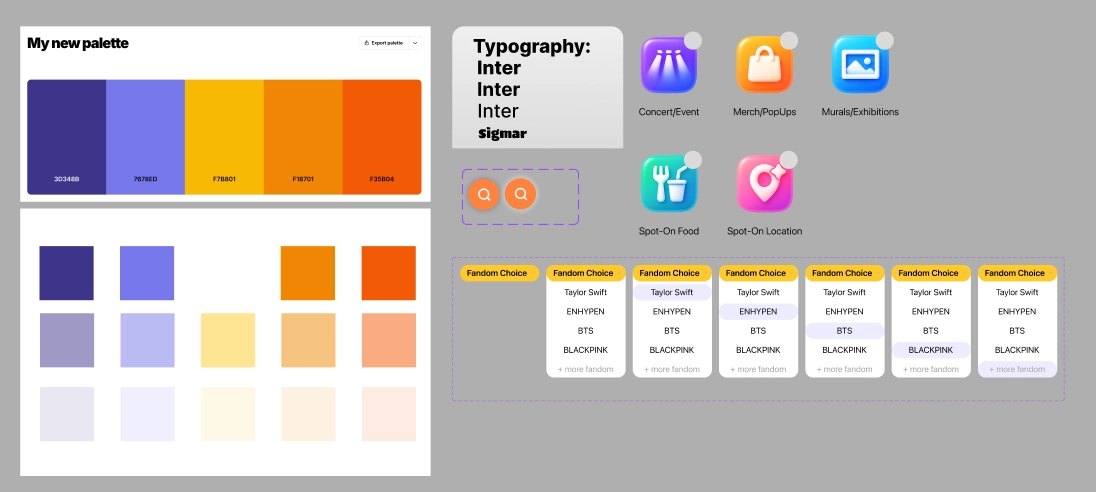 My new palette
Export palette
3D348B
7678ED
F7B801
F18701
F35B04
Typography:
Inter
Inter
Inter
Sigmar
Concert/Event
Merch/PopUps
Murals/Exhibitions
Spot-On Food
Spot-On Location
Fandom Choice
Fandom Choice
Taylor Swift
ENHYPEN
BTS
BLACKPINK
+ more fandom
Fandom Choice
Taylor Swift
ENHYPEN
BTS
BLACKPINK
+ more fandom
Fandom Choice
Taylor Swift
ENHYPEN
BTS
BLACKPINK
+ more fandom
Fandom Choice
Taylor Swift
ENHYPEN
BTS
BLACKPINK
+ more fandom
Fandom Choice
Taylor Swift
ENHYPEN
BTS
BLACKPINK
+ more fandom
Fandom Choice
Taylor Swift
ENHYPEN
BTS
BLACKPINK
+ more fandom